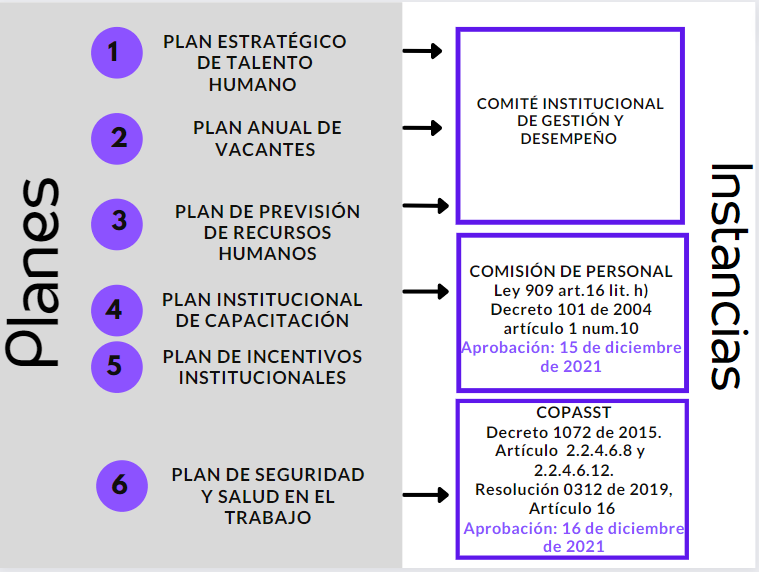 Planes
1
PLAN ESTRATÉGICO
DE TALENTO
HUMANO
2
PLAN ANUAL DE
VACANTES
3
PLAN DE PREVISIÓN
DE RECURSOS
HUMANOS
4
PLAN INSTITUCIONAL
DE CAPACITACIÓN
5
PLAN DE INCENTIVOS
INSTITUCIONALES
6
PLAN DE SEGURIDAD
Y SALUD EN EL
TRABAJO
COMITÉ INSTITUCIONAL
DE GESTIÓN Y
DESEMPEÑO
COMISIÓN DE PERSONAL
Ley 909 art.16 lit. h)
Decreto 101 de 2004
artículo 1 num.10
Aprobación: 15 de diciembre
de 2021
COPASST
Decreto 1072 de 2015.
Artículo 2.2.4.6.8 y
2.2.4.6.12.
Resolución 0312 de 2019,
Artículo 16
Aprobación: 16 de diciembre
de 2021
Instancias